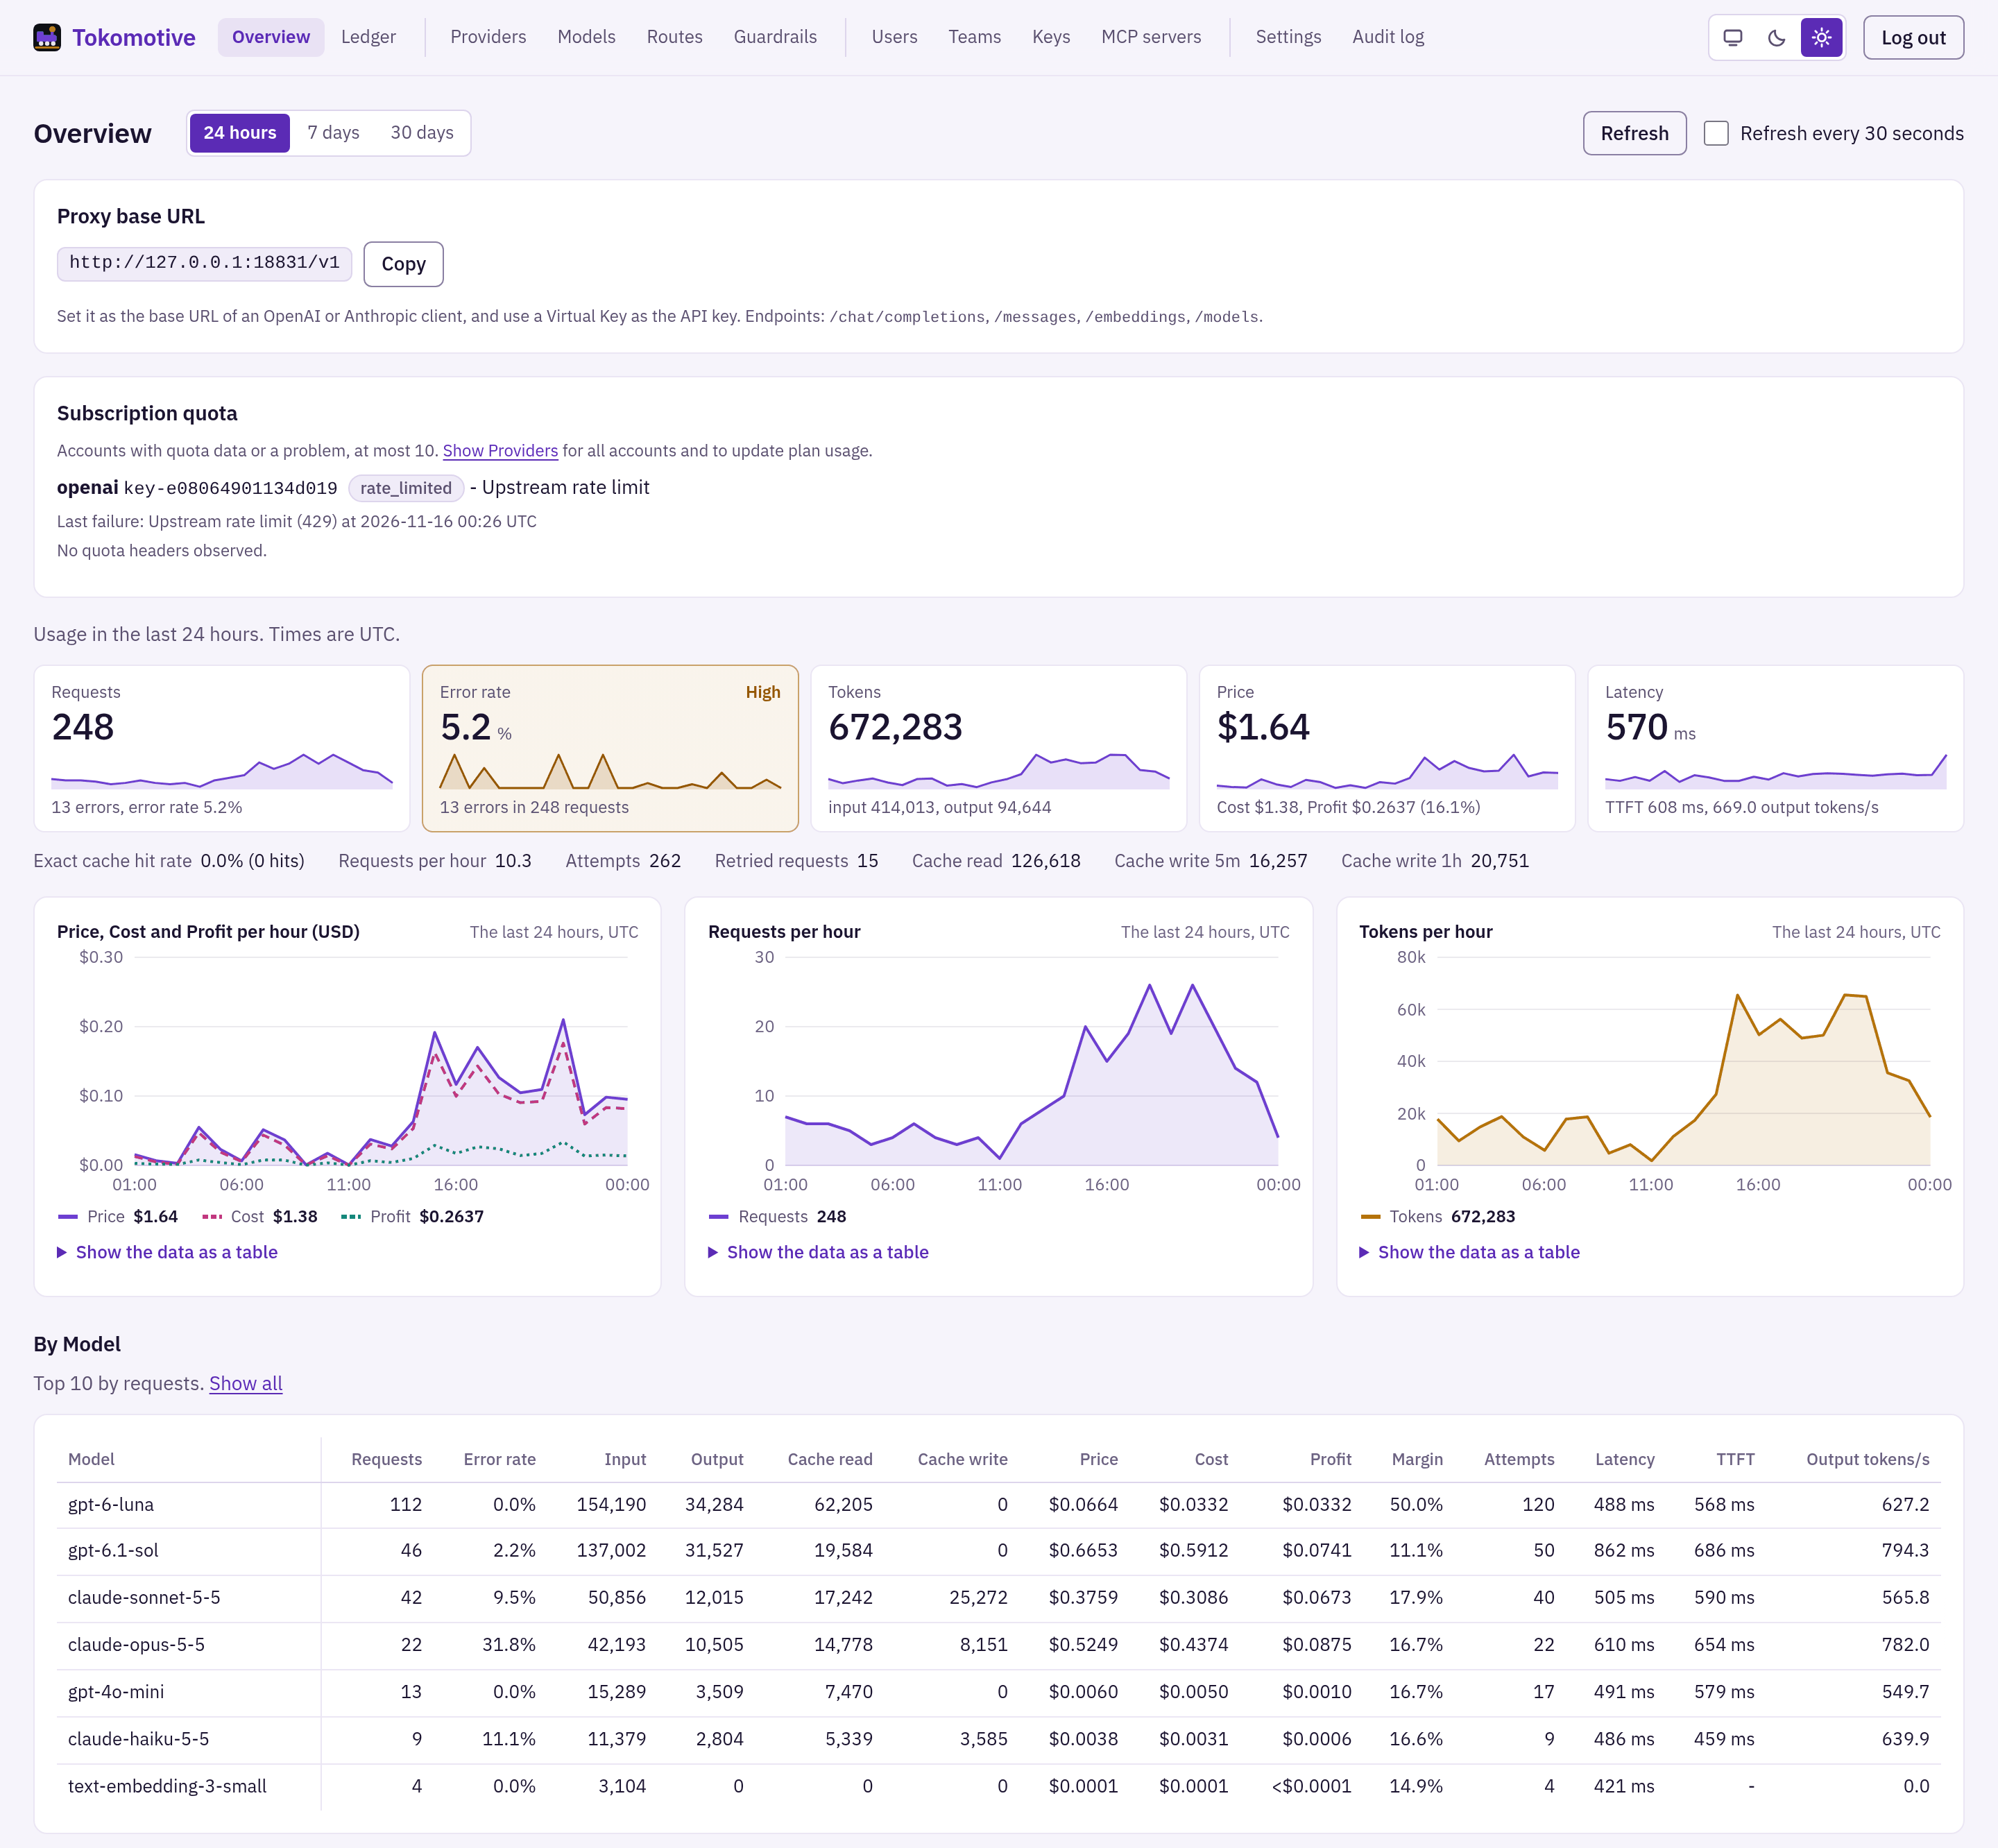 Tokomotive Overview Ledger Providers Models Routes Guardrails Users Teams Keys MCP servers Settings Audit log Log out
Overview 24 hours 7 days 30 days Refresh Refresh every 30 seconds
Proxy base URL
http://127.0.0.1:18831/v1 Copy
Set it as the base URL of an OpenAI or Anthropic client, and use a Virtual Key as the API key. Endpoints: /chat/completions, /messages, /embeddings, /models.
Subscription quota
Accounts with quota data or a problem, at most 10. Show Providers for all accounts and to update plan usage.
openai key-e08064901134d019 rate_limited - Upstream rate limit
Last failure: Upstream rate limit (429) at 2026-11-16 00:26 UTC
No quota headers observed.
Usage in the last 24 hours. Times are UTC.
Requests
248
13 errors, error rate 5.2%
Error rate High
5.2 %
13 errors in 248 requests
Tokens
672,283
input 414,013, output 94,644
Price
$1.64
Cost $1.38, Profit $0.2637 (16.1%)
Latency
570 ms
TTFT 608 ms, 669.0 output tokens/s
Exact cache hit rate 0.0% (0 hits) Requests per hour 10.3 Attempts 262 Retried requests 15 Cache read 126,618 Cache write 5m 16,257 Cache write 1h 20,751
Price, Cost and Profit per hour (USD) The last 24 hours, UTC
$0.30
$0.20
$0.10
$0.00
01:00 06:00 11:00 16:00 00:00
Price $1.64 Cost $1.38 Profit $0.2637
Show the data as a table
Requests per hour The last 24 hours, UTC
30
20
10
0
01:00 06:00 11:00 16:00 00:00
Requests 248
Show the data as a table
Tokens per hour The last 24 hours, UTC
80k
60k
40k
20k
0
01:00 06:00 11:00 16:00 00:00
Tokens 672,283
Show the data as a table
By Model
Top 10 by requests. Show all
Model Requests Error rate Input Output Cache read Cache write Price Cost Profit Margin Attempts Latency TTFT Output tokens/s
gpt-6-luna 112 0.0% 154,190 34,284 62,205 0 $0.0664 $0.0332 $0.0332 50.0% 120 488 ms 568 ms 627.2
gpt-6.1-sol 46 2.2% 137,002 31,527 19,584 0 $0.6653 $0.5912 $0.0741 11.1% 50 862 ms 686 ms 794.3
claude-sonnet-5-5 42 9.5% 50,856 12,015 17,242 25,272 $0.3759 $0.3086 $0.0673 17.9% 40 505 ms 590 ms 565.8
claude-opus-5-5 22 31.8% 42,193 10,505 14,778 8,151 $0.5249 $0.4374 $0.0875 16.7% 22 610 ms 654 ms 782.0
gpt-4o-mini 13 0.0% 15,289 3,509 7,470 0 $0.0060 $0.0050 $0.0010 16.7% 17 491 ms 579 ms 549.7
claude-haiku-5-5 9 11.1% 11,379 2,804 5,339 3,585 $0.0038 $0.0031 $0.0006 16.6% 9 486 ms 459 ms 639.9
text-embedding-3-small 4 0.0% 3,104 0 0 0 $0.0001 $0.0001 <$0.0001 14.9% 4 421 ms - 0.0